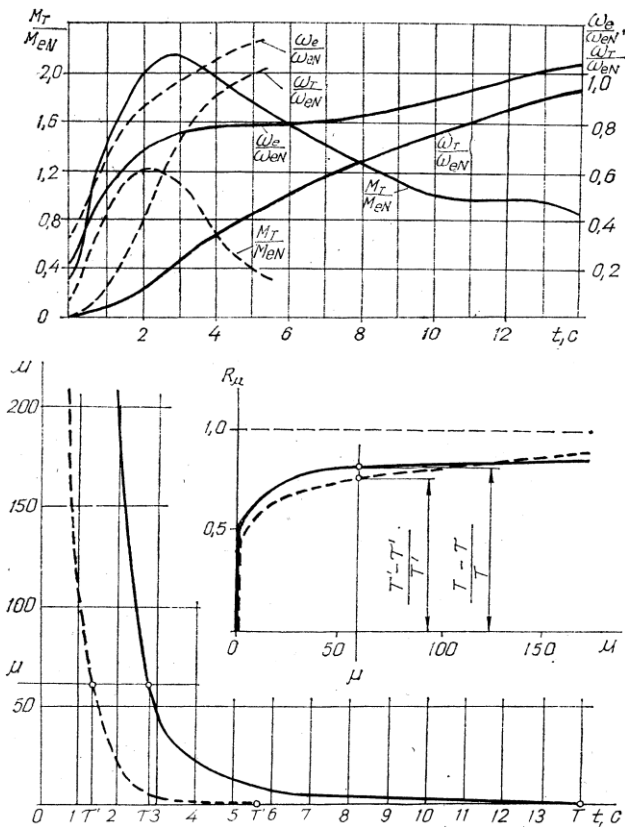 M_T/M_eN
ω_e/ω_eN,
ω_T/ω_eN
2,0
1,6
1,2
0,8
0,4
0
1,0
0,8
0,6
0,4
0,2
ω_e/ω_eN
ω_T/ω_eN
ω_e/ω_eN
ω_T/ω_eN
M_T/M_eN
M_T/M_eN
2 4 6 8 10 12 t, c
μ
200
150
100
μ
50
0 1 T' 2 T 3 4 5 T' 6 7 8 9 10 11 12 13 T t, c
R_μ
1,0
0,5
T'-T'/T'
T-T/T
0 50 100 150 μ
μ